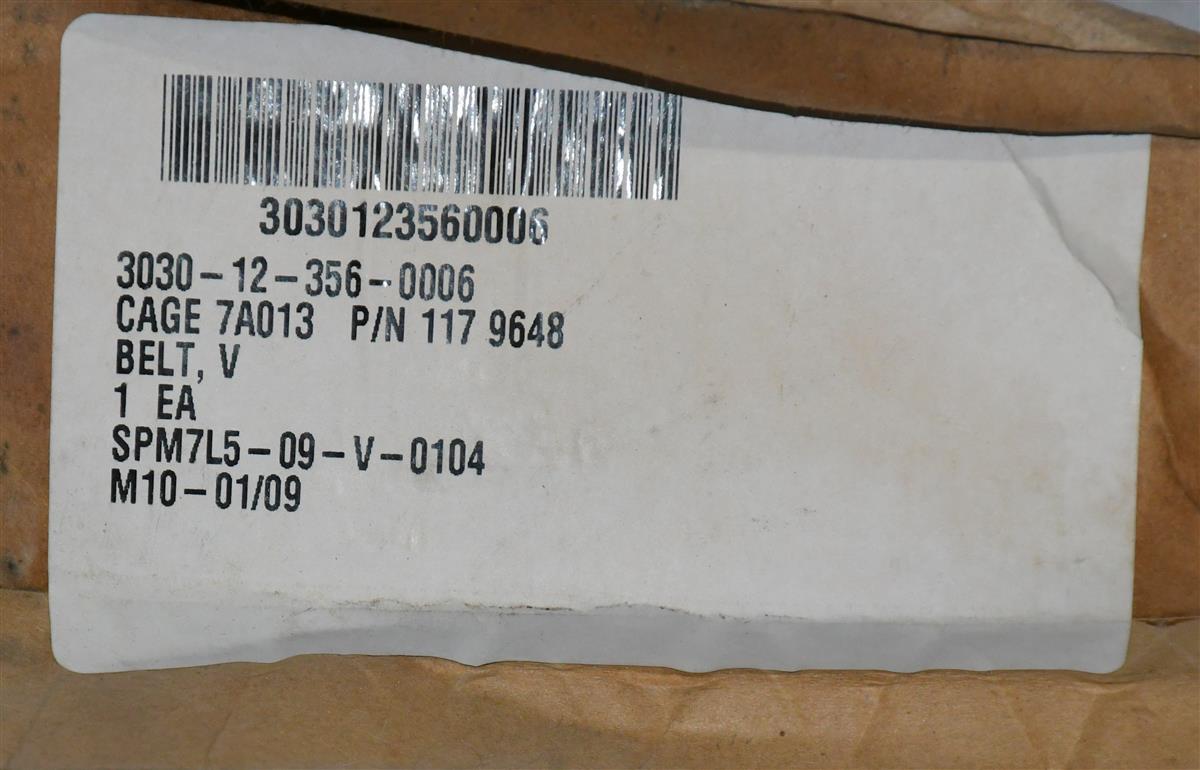 3030123560006
3030-12-356-0006
CAGE 7A013 P/N 117 9648
BELT, V
1 EA
SPM7L5-09-V-0104
M10-01/09